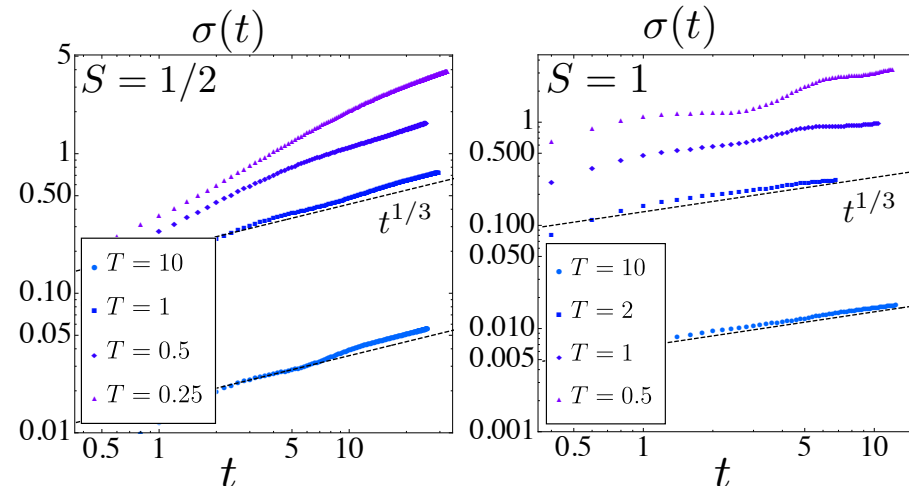 σ(t)
S = 1/2
5
1
0.50
0.10
0.05
0.01
t^{1/3}
T = 10
T = 1
T = 0.5
T = 0.25
0.5 1 5 10
t
σ(t)
S = 1
1
0.500
0.100
0.050
0.010
0.005
0.001
t^{1/3}
T = 10
T = 2
T = 1
T = 0.5
0.5 1 5 10
t